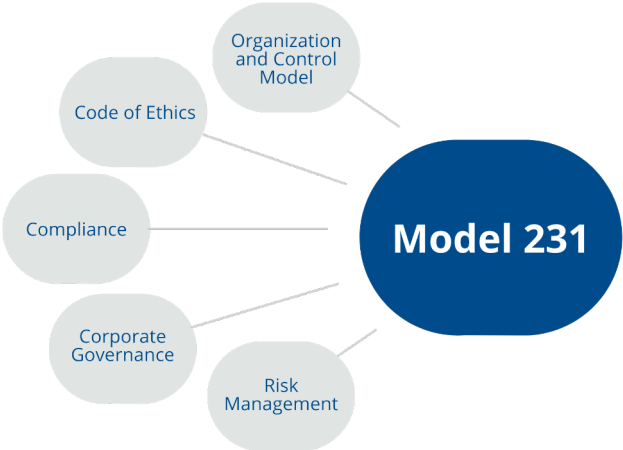 Organization
and Control
Model
Code of Ethics
Compliance
Model 231
Corporate
Governance
Risk
Management